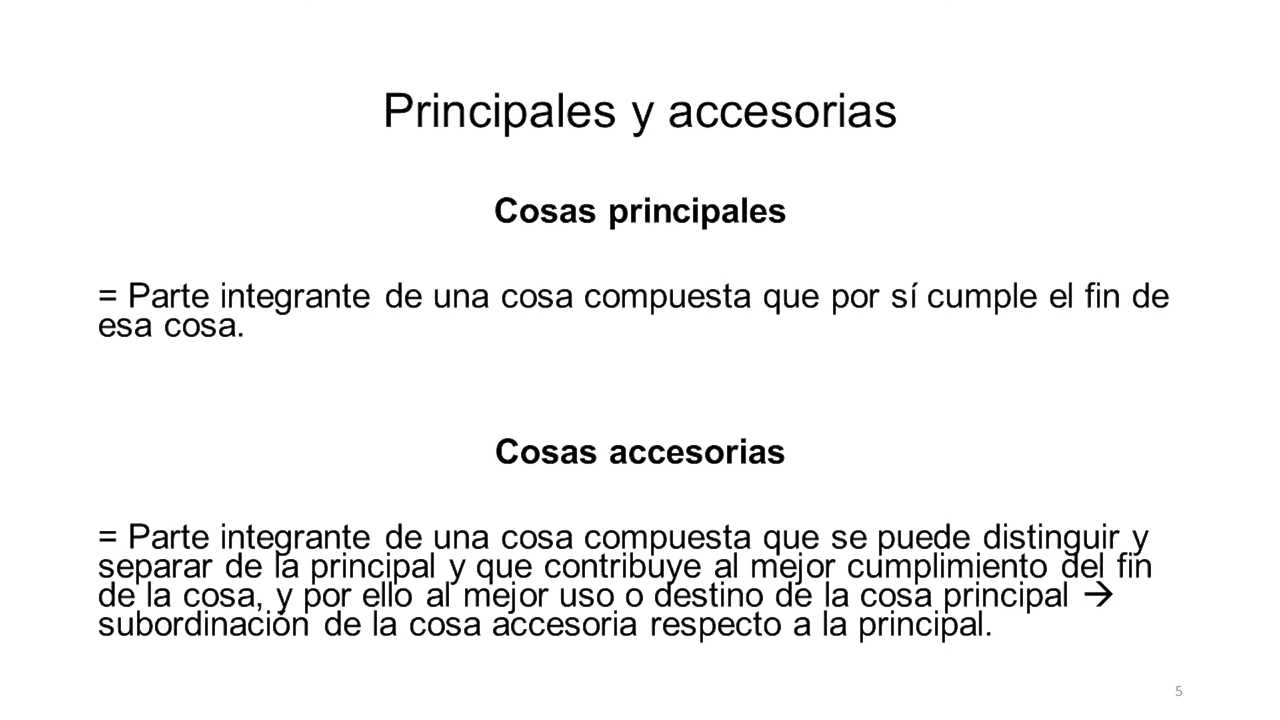 Principales y accesorias
Cosas principales
= Parte integrante de una cosa compuesta que por sí cumple el fin de
esa cosa.
Cosas accesorias
= Parte integrante de una cosa compuesta que se puede distinguir y
separar de la principal y que contribuye al mejor cumplimiento del fin
de la cosa, y por ello al mejor uso o destino de la cosa principal →
subordinación de la cosa accesoria respecto a la principal.
5